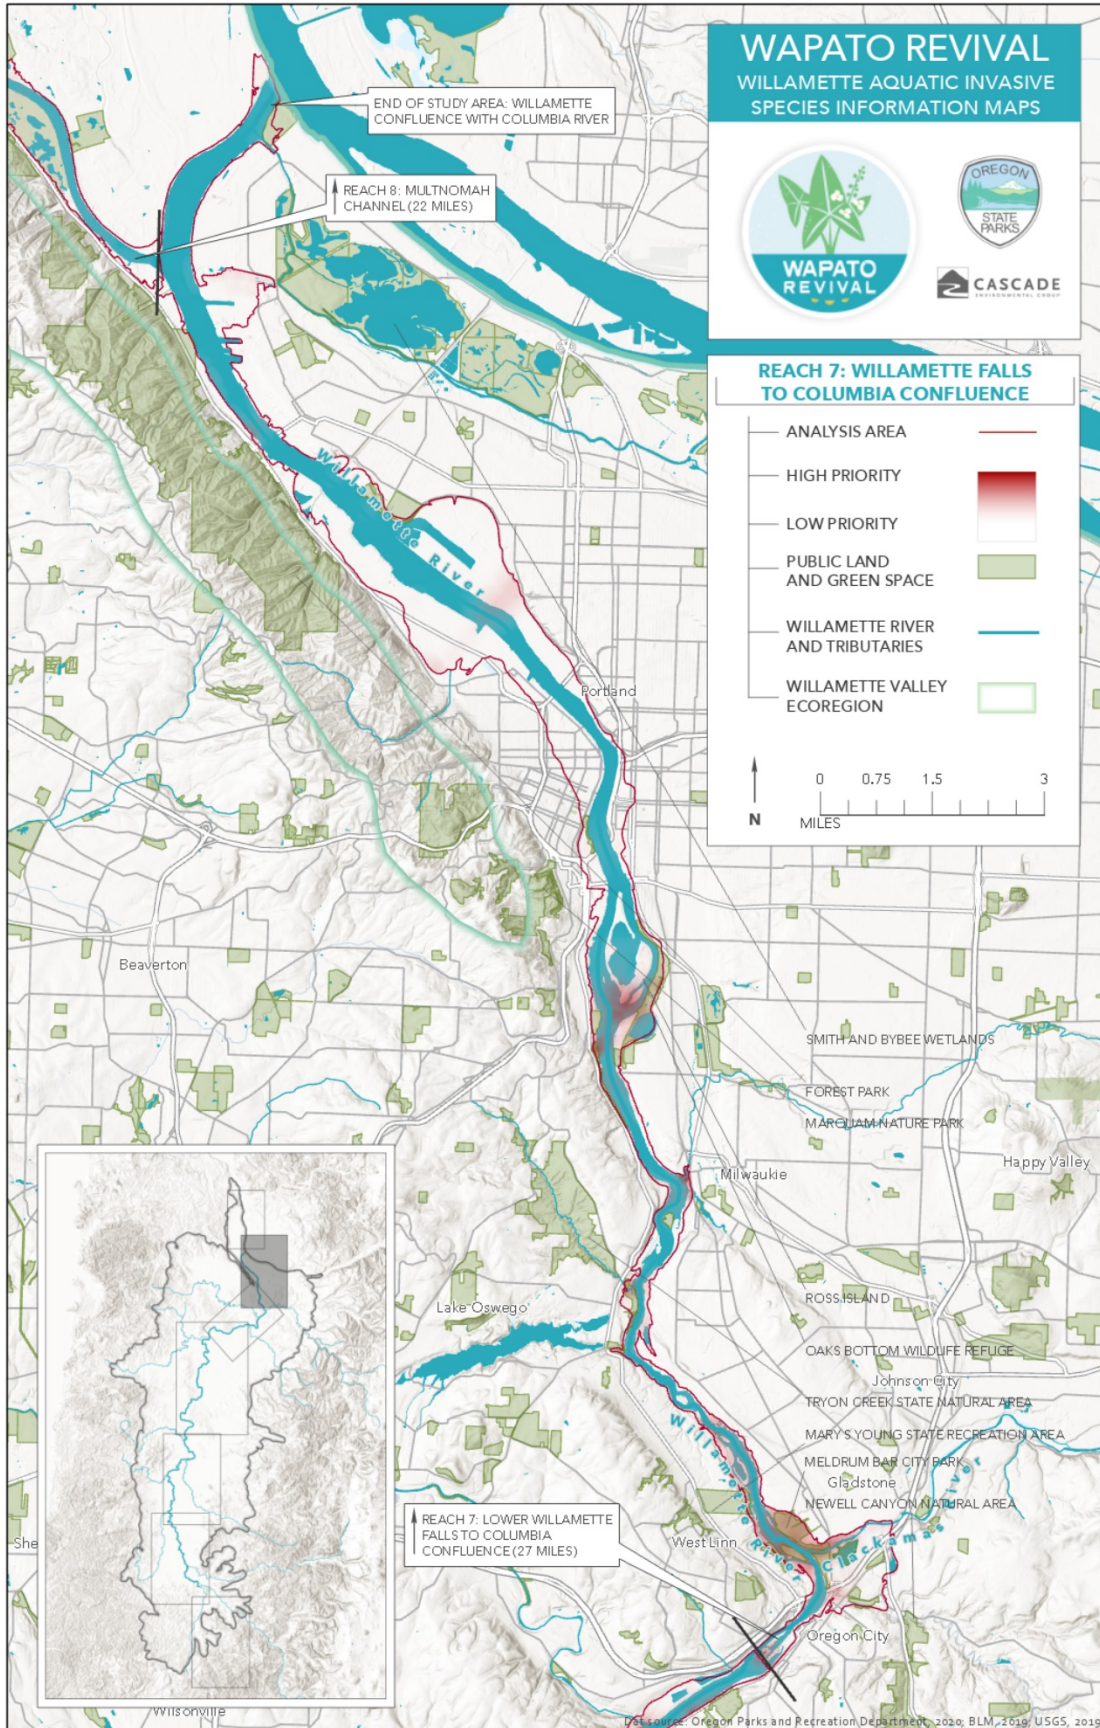 WAPATO REVIVAL
WILLAMETTE AQUATIC INVASIVE
SPECIES INFORMATION MAPS
WAPATO
REVIVAL
OREGON
STATE
PARKS
CASCADE
ENVIRONMENTAL GROUP
END OF STUDY AREA: WILLAMETTE
CONFLUENCE WITH COLUMBIA RIVER
REACH 8: MULTNOMAH
CHANNEL (22 MILES)
REACH 7: WILLAMETTE FALLS
TO COLUMBIA CONFLUENCE
ANALYSIS AREA
HIGH PRIORITY
LOW PRIORITY
PUBLIC LAND
AND GREEN SPACE
WILLAMETTE RIVER
AND TRIBUTARIES
WILLAMETTE VALLEY
ECOREGION
N
0 0.75 1.5 3
MILES
Willamette River
Portland
Beaverton
SMITH AND BYBEE WETLANDS
FOREST PARK
MARQUAM NATURE PARK
Happy Valley
Milwaukie
ROSS ISLAND
Lake Oswego
OAKS BOTTOM WILDLIFE REFUGE
Johnson City
TRYON CREEK STATE NATURAL AREA
MARY S YOUNG STATE RECREATION AREA
MELDRUM BAR CITY PARK
Gladstone
NEWELL CANYON NATURAL AREA
Willamette River
Clackamas River
REACH 7: LOWER WILLAMETTE
FALLS TO COLUMBIA
CONFLUENCE (27 MILES)
West Linn
She
Oregon City
Wilsonville
Dat source: Oregon Parks and Recreation Department, 2020; BLM, 2019; USGS, 2019